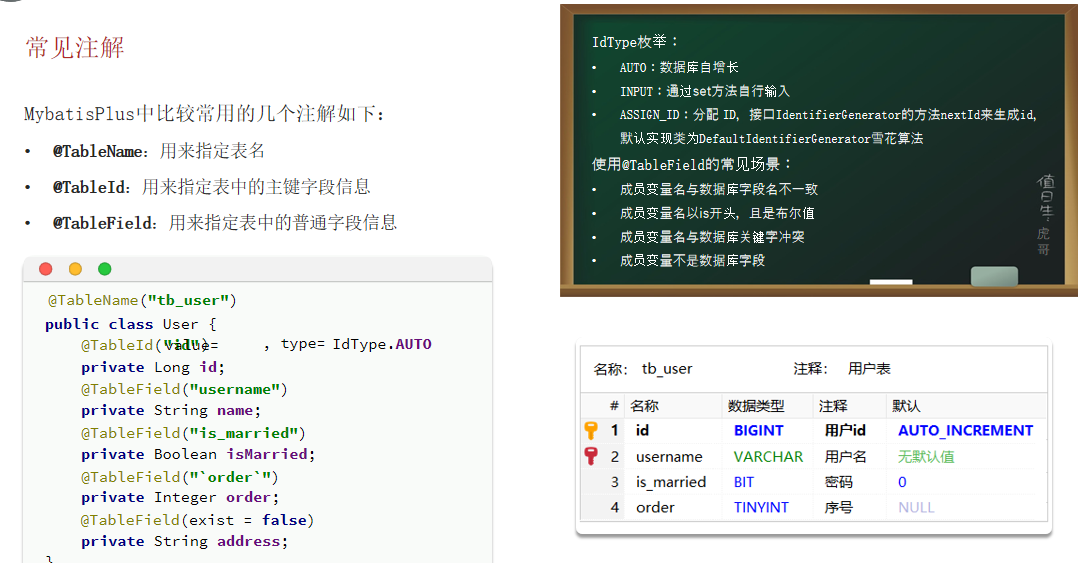 常见注解
MybatisPlus中比较常用的几个注解如下：
• @TableName：用来指定表名
• @TableId：用来指定表中的主键字段信息
• @TableField：用来指定表中的普通字段信息
@TableName("tb_user")
public class User {
@TableId(value= "id") , type= IdType.AUTO
private Long id;
@TableField("username")
private String name;
@TableField("is_married")
private Boolean isMarried;
@TableField("`order`")
private Integer order;
@TableField(exist = false)
private String address;
}
IdType枚举：
• AUTO：数据库自增长
• INPUT：通过set方法自行输入
• ASSIGN_ID：分配 ID，接口IdentifierGenerator的方法nextId来生成id，
默认实现类为DefaultIdentifierGenerator雪花算法
使用@TableField的常见场景：
• 成员变量名与数据库字段名不一致
• 成员变量名以is开头，且是布尔值
• 成员变量名与数据库关键字冲突
• 成员变量不是数据库字段
值日生：虎哥
名称： tb_user 注释： 用户表
# 名称 数据类型 注释 默认
1 id BIGINT 用户id AUTO_INCREMENT
2 username VARCHAR 用户名 无默认值
3 is_married BIT 密码 0
4 order TINYINT 序号 NULL